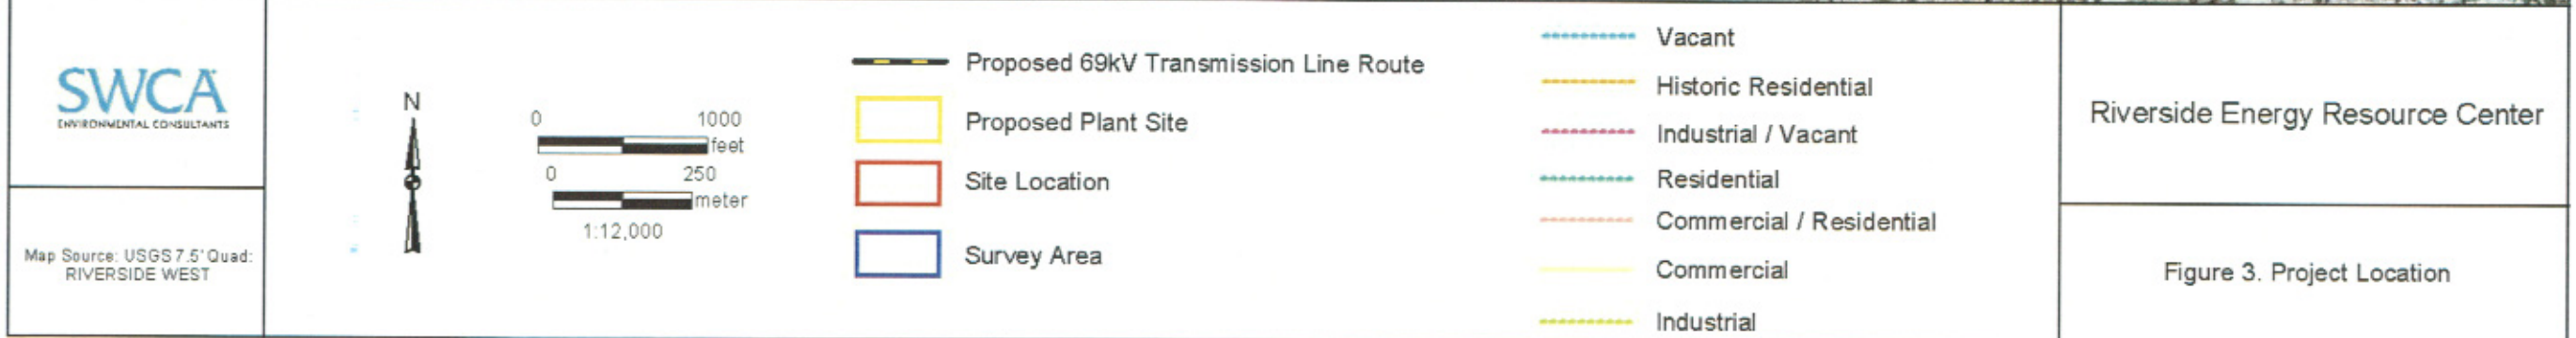 SWCA
ENVIRONMENTAL CONSULTANTS
Map Source: USGS 7.5' Quad:
RIVERSIDE WEST
N
0 1000
feet
0 250
meter
1:12,000
Proposed 69kV Transmission Line Route
Proposed Plant Site
Site Location
Survey Area
Vacant
Historic Residential
Industrial / Vacant
Residential
Commercial / Residential
Commercial
Industrial
Riverside Energy Resource Center
Figure 3. Project Location